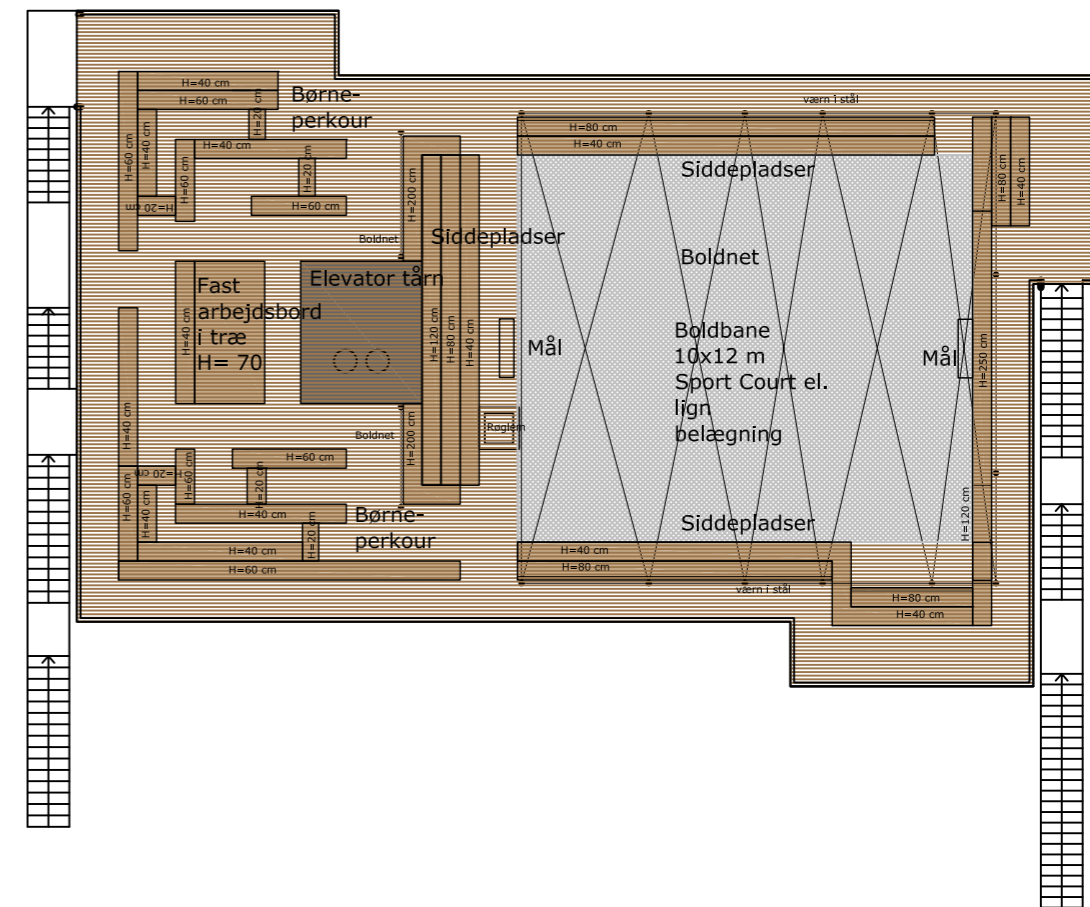 værn i stål
H=40 cm
H=60 cm
H=20 cm
Børne-
perkour
H=60 cm
H=40 cm
H=40 cm
H=60 cm
H=20 cm
H=20 cm
H=60 cm
H=80 cm
H=40 cm
Siddepladser
H=80 cm
H=40 cm
H=200 cm
Boldnet
Siddepladser
Boldnet
Fast
arbejdsbord
i træ
H= 70
H=40 cm
Elevator tårn
H=120 cm
H=80 cm
H=40 cm
Mål
Boldbane
10x12 m
Sport Court el.
lign
belægning
Mål
H=250 cm
H=40 cm
Boldnet
H=200 cm
Røglem
H=60 cm
H=20 cm
H=60 cm
H=20 cm
H=60 cm
H=40 cm
H=40 cm
H=20 cm
Børne-
perkour
Siddepladser
H=120 cm
H=40 cm
H=60 cm
H=40 cm
H=80 cm
værn i stål
H=80 cm
H=40 cm